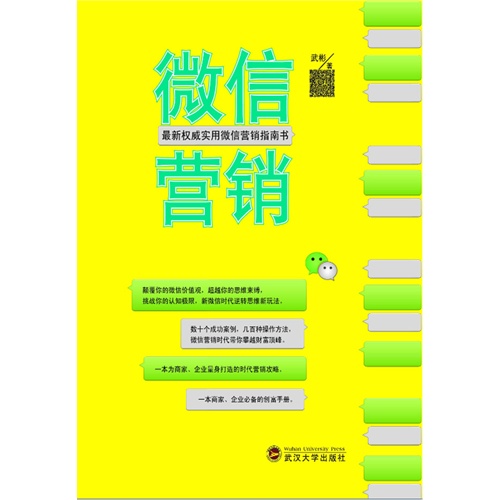 微信
武彬/著
最新权威实用微信营销指南书
营销
颠覆你的微信价值观，超越你的思维束缚，
挑战你的认知极限，新微信时代逆转思维新玩法。
数十个成功案例，几百种操作方法，
微信营销时代带你攀越财富顶峰。
一本为商家、企业量身打造的时代营销攻略。
一本商家、企业必备的创富手册。
Wuhan University Press
武汉大学出版社